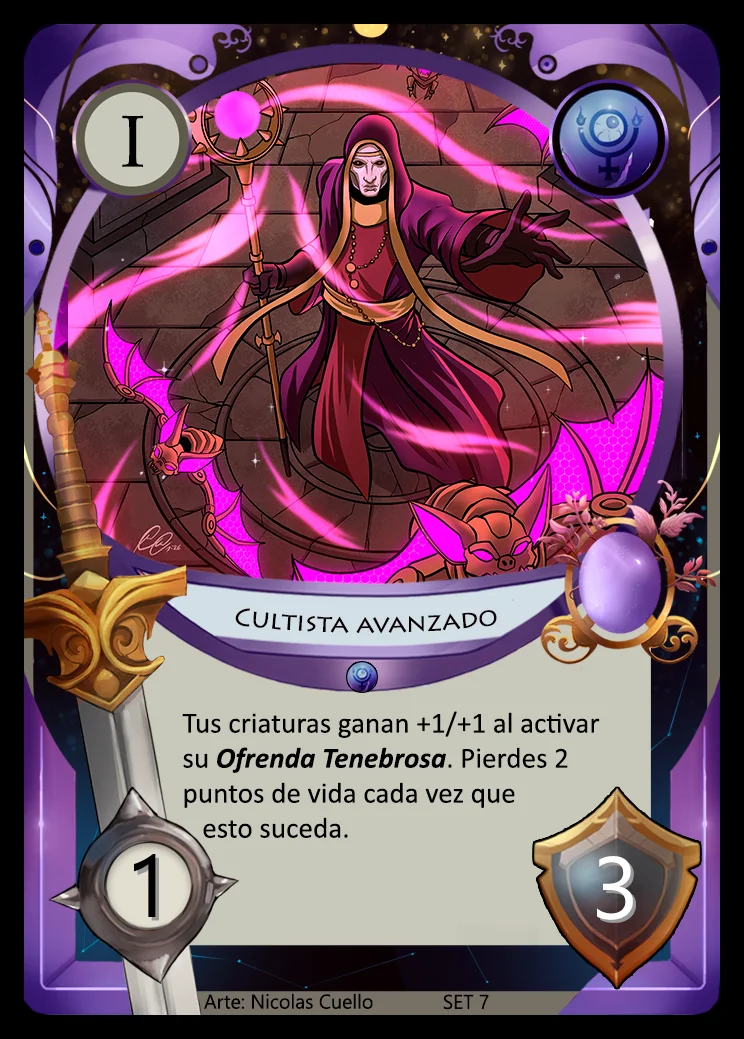 I
CULTISTA AVANZADO
Tus criaturas ganan +1/+1 al activar
su Ofrenda Tenebrosa. Pierdes 2
puntos de vida cada vez que
esto suceda.
1
3
Arte: Nicolas Cuello SET 7